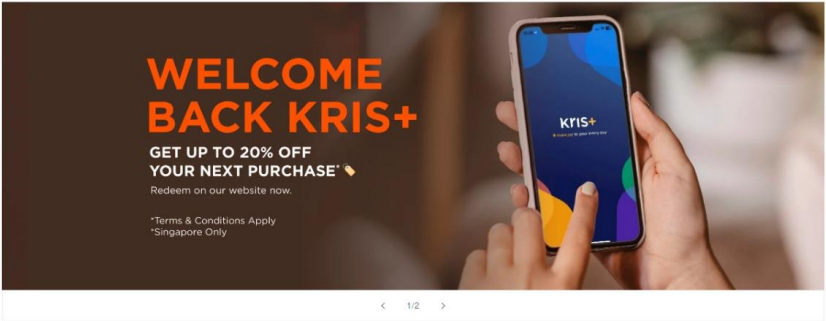 WELCOME
BACK KRIS+
GET UP TO 20% OFF
YOUR NEXT PURCHASE*
Redeem on our website now.
*Terms & Conditions Apply
*Singapore Only
Kris+
1/2